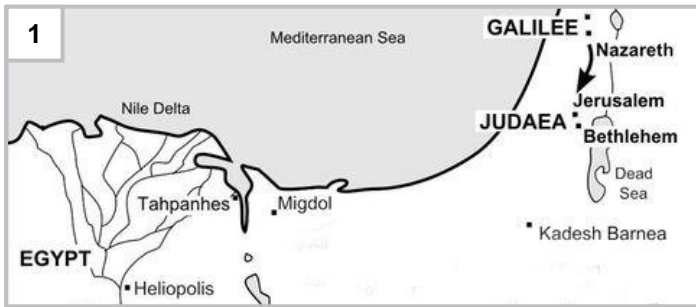 1
Mediterranean Sea
GALILEE
Nazareth
Nile Delta
Jerusalem
JUDAEA
Bethlehem
Dead
Sea
Tahpanhes
Migdol
Kadesh Barnea
EGYPT
Heliopolis